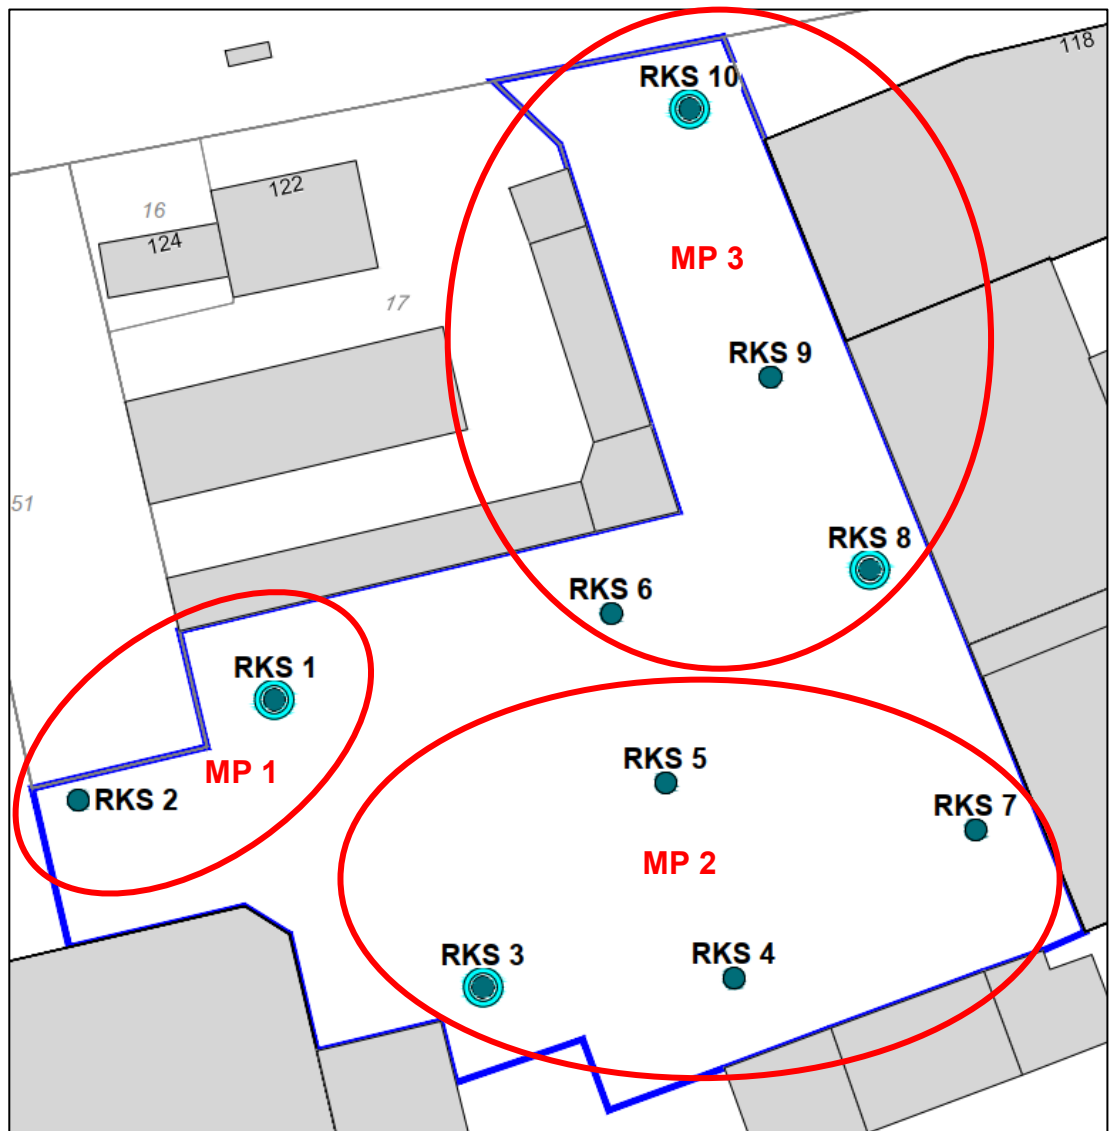 118
RKS 10
122
16
124
MP 3
17
RKS 9
51
RKS 8
RKS 6
RKS 1
RKS 5
MP 1
RKS 2
RKS 7
MP 2
RKS 3
RKS 4